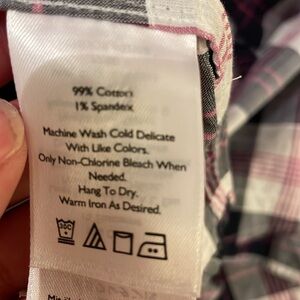 99% Cotton
1% Spandex
Machine Wash Cold Delicate
With Like Colors.
Only Non-Chlorine Bleach When
Needed.
Hang To Dry.
Warm Iron As Desired.
30C